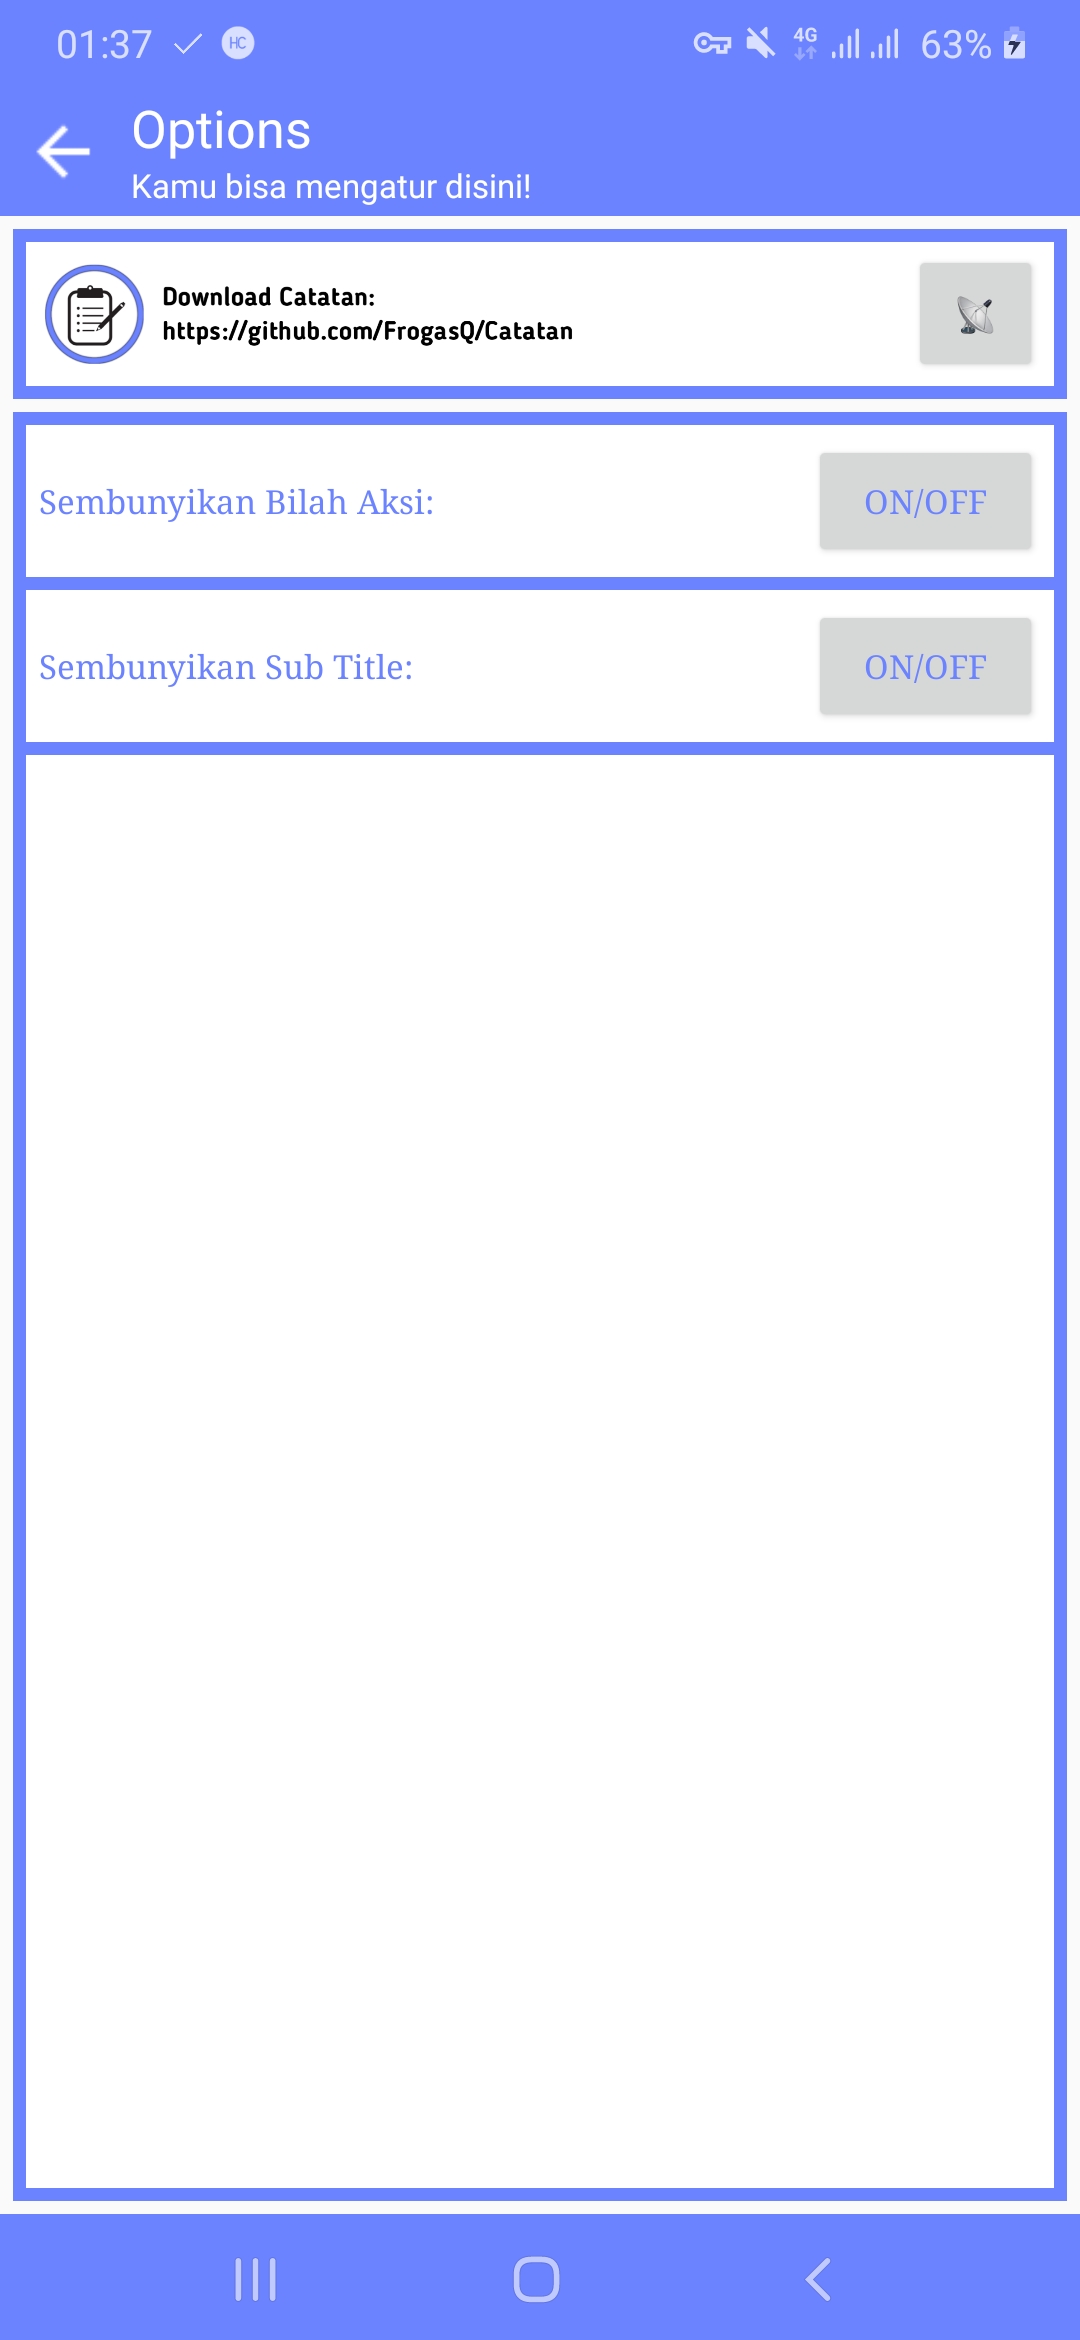 01:37 HC 4G 63%
Options
Kamu bisa mengatur disini!
Download Catatan:
https://github.com/FrogasQ/Catatan
Sembunyikan Bilah Aksi: ON/OFF
Sembunyikan Sub Title: ON/OFF